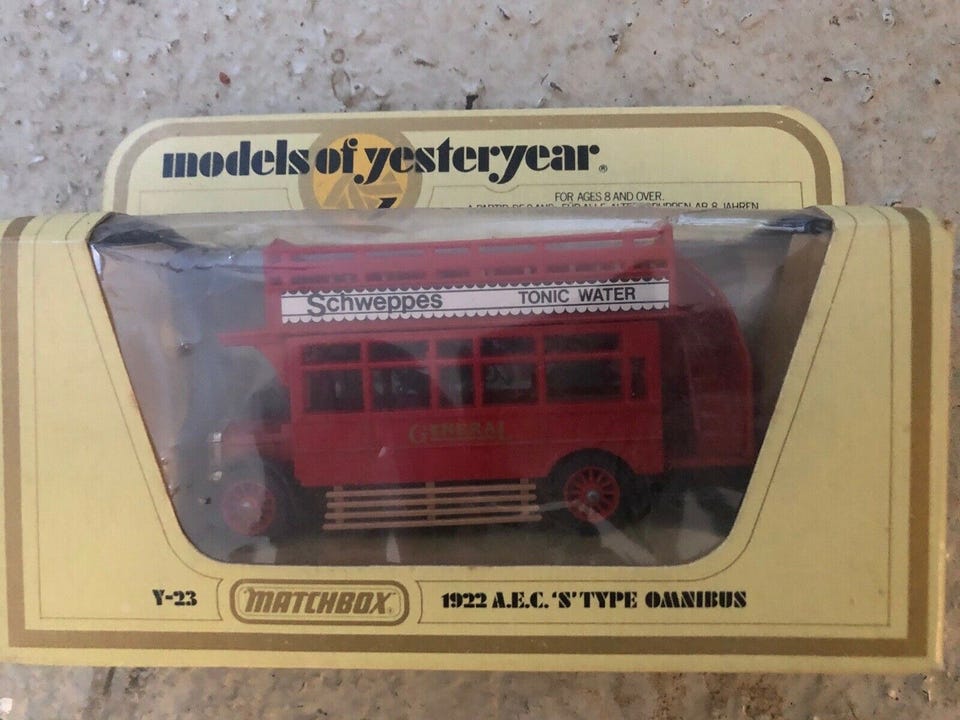 models of yesteryear®
FOR AGES 8 AND OVER.
Schweppes TONIC WATER
GENERAL
Y-23 MATCHBOX 1922 A.E.C. 'S' TYPE OMNIBUS